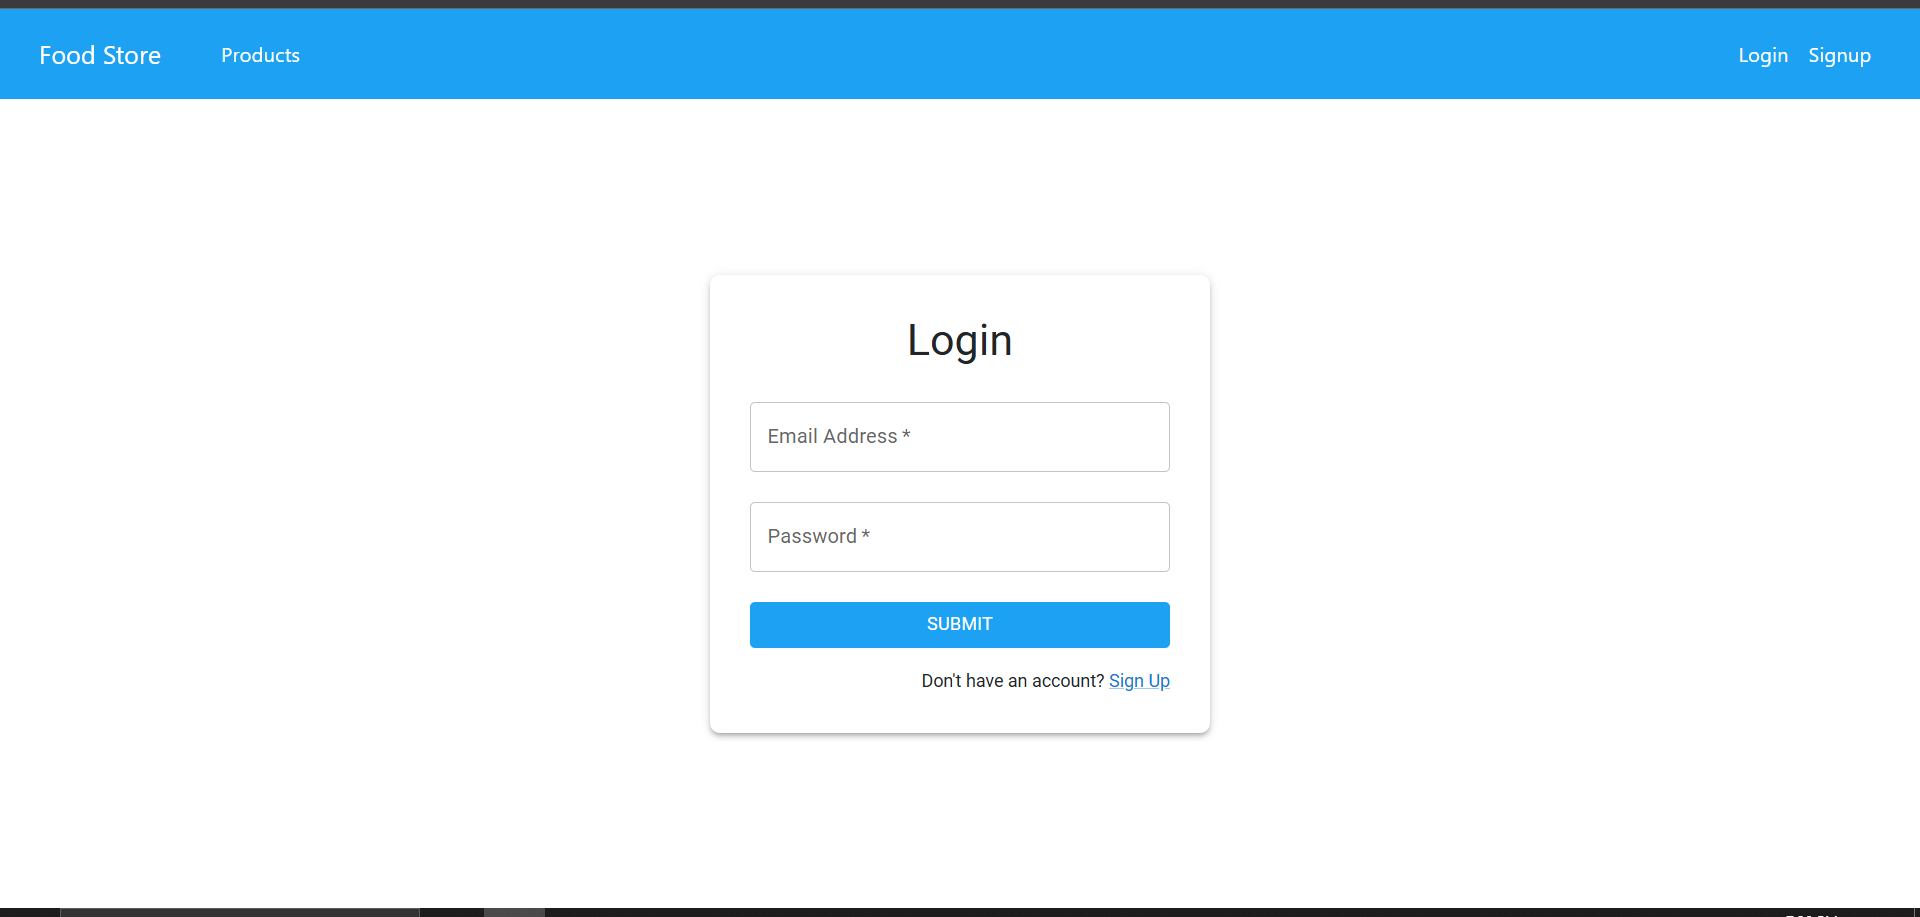 Food Store Products Login Signup
Login
Email Address *
Password *
SUBMIT
Don't have an account? Sign Up